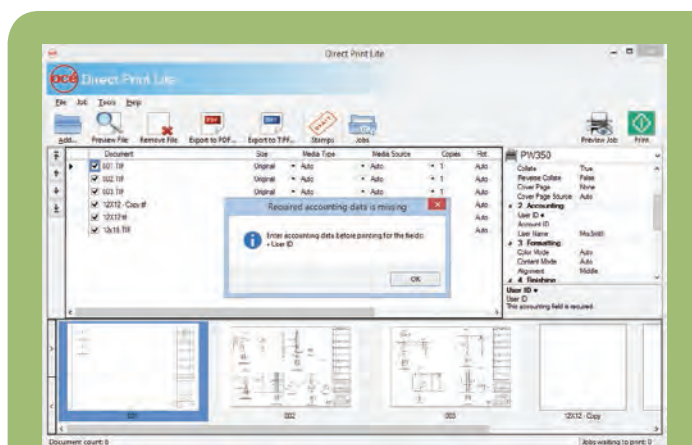 Direct Print Lite
océ Direct Print Lite
File Job Tools Help
Add... Preview File Remove File Export to PDF... Export to TIFF... Stamps Jobs Preview Job Print
Document Size Media Type Media Source Copies Rot. PW350
001.TIF Original Auto Auto 1 Auto
002.TIF Original Auto Auto 1 Auto
003.TIF Original Auto Auto 1 Auto
12X12 - Copy.tif Auto
12X12.tif Auto
12x18.TIF Auto
Required accounting data is missing
Enter accounting data before printing for the fields:
• User ID
OK
Collate True
Reverse Collate False
Cover Page None
Cover Page Source Auto
2 Accounting
User ID
Account ID
User Name
3 Formatting
Color Mode Auto
Content Mode Auto
Alignment Middle
4 Finishing
User ID
User ID
This accounting field is required.
001 002 003 12X12 - Copy
Document count: 6 Jobs waiting to print: 0